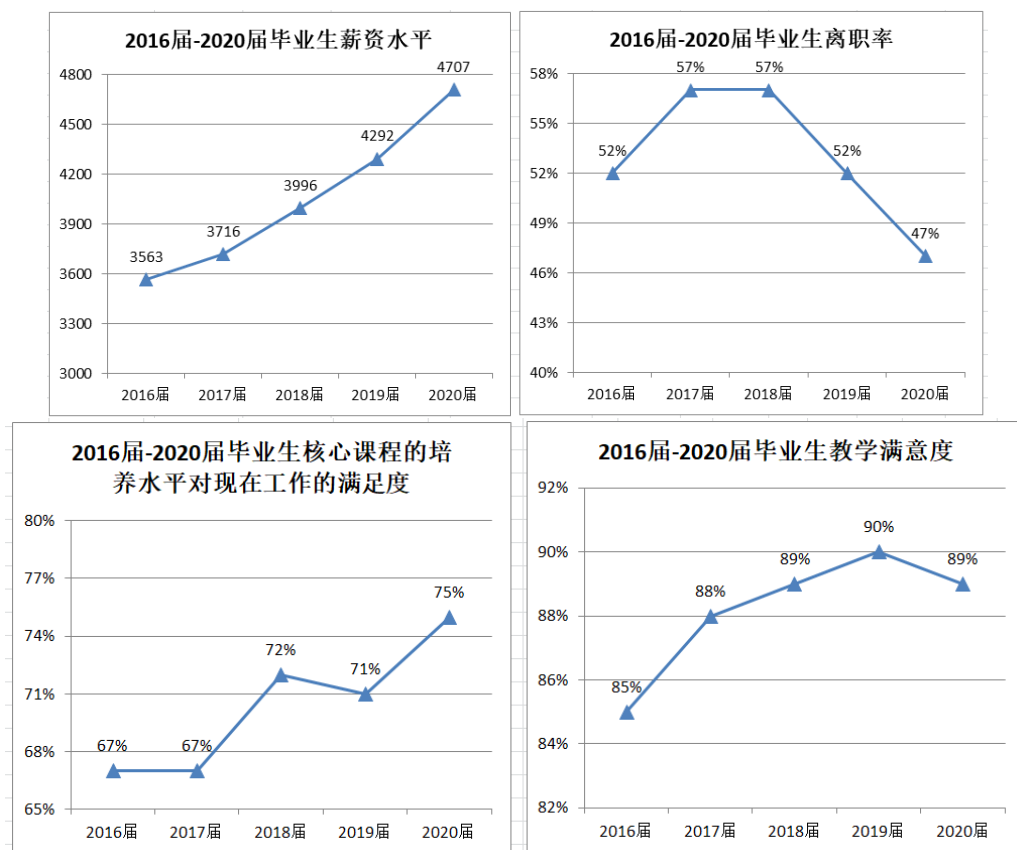 2016届-2020届毕业生薪资水平
4800
4500
4200
3900
3600
3300
3000
3563
3716
3996
4292
4707
2016届
2017届
2018届
2019届
2020届
2016届-2020届毕业生离职率
58%
55%
52%
49%
46%
43%
40%
52%
57%
57%
52%
47%
2016届
2017届
2018届
2019届
2020届
2016届-2020届毕业生核心课程的培
养水平对现在工作的满足度
80%
77%
74%
71%
68%
65%
67%
67%
72%
71%
75%
2016届
2017届
2018届
2019届
2020届
2016届-2020届毕业生教学满意度
92%
90%
88%
86%
84%
82%
85%
88%
89%
90%
89%
2016届
2017届
2018届
2019届
2020届